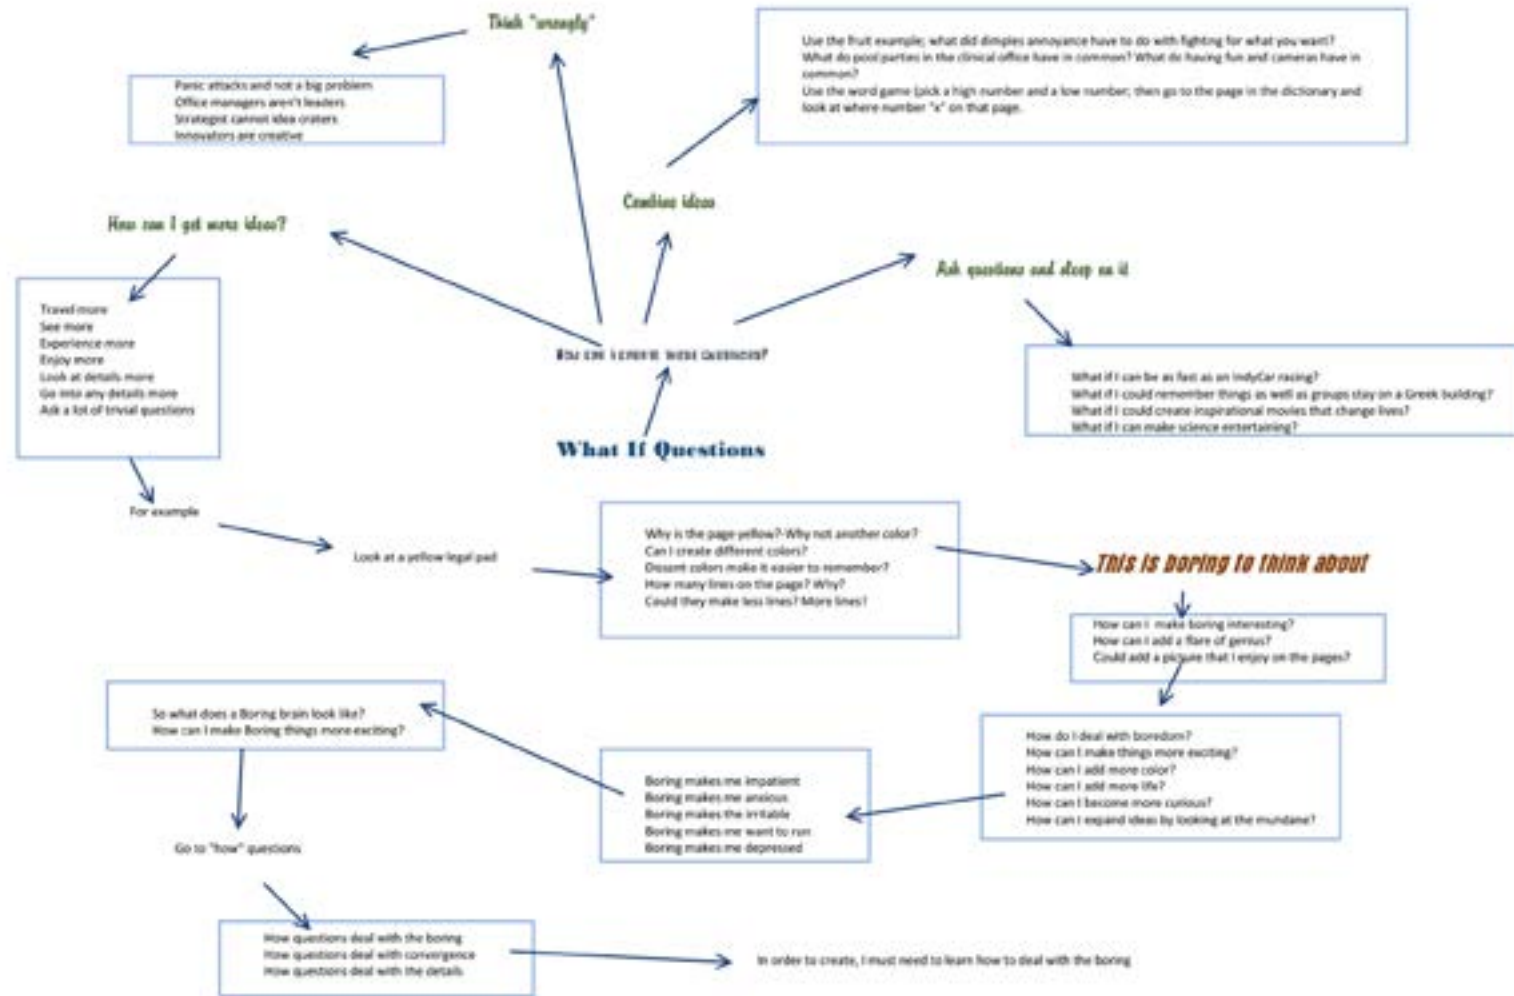 Think "wrongly"
Panic attacks and not a big problem
Office managers aren't leaders
Strategist cannot idea craters
Innovators are creative
Use the fruit example; what did dimples annoyance have to do with fighting for what you want?
What do pool parties in the clinical office have in common? What do having fun and cameras have in
common?
Use the word game (pick a high number and a low number; then go to the page in the dictionary and
look at where number "x" on that page.
Combine ideas
How can I get more ideas?
Ask questions and sleep on it
Travel more
See more
Experience more
Enjoy more
Look at details more
Go into any details more
Ask a lot of trivial questions
How can I create these questions?
What if I can be as fast as an IndyCar racing?
What if I could remember things as well as groups stay on a Greek building?
What if I could create inspirational movies that change lives?
What if I can make science entertaining?
What If Questions
For example
Look at a yellow legal pad
Why is the page yellow? Why not another color?
Can I create different colors?
Dissent colors make it easier to remember?
How many lines on the page? Why?
Could they make less lines? More lines?
This is boring to think about
How can I make boring interesting?
How can I add a flare of genius?
Could add a picture that I enjoy on the pages?
How do I deal with boredom?
How can I make things more exciting?
How can I add more color?
How can I add more life?
How can I become more curious?
How can I expand ideas by looking at the mundane?
Boring makes me impatient
Boring makes me anxious
Boring makes the irritable
Boring makes me want to run
Boring makes me depressed
So what does a Boring brain look like?
How can I make Boring things more exciting?
Go to "how" questions
How questions deal with the boring
How questions deal with convergence
How questions deal with the details
In order to create, I must need to learn how to deal with the boring